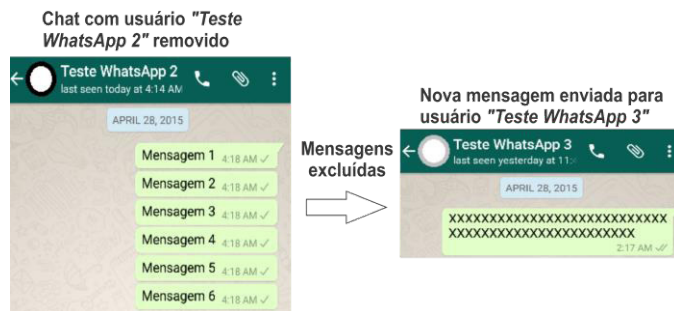 Chat com usuário "Teste
WhatsApp 2" removido
Teste WhatsApp 2
last seen today at 4:14 AM
APRIL 28, 2015
Mensagem 1 4:18 AM
Mensagem 2 4:18 AM
Mensagem 3 4:18 AM
Mensagem 4 4:18 AM
Mensagem 5 4:18 AM
Mensagem 6 4:18 AM
Mensagens
excluídas
Nova mensagem enviada para
usuário "Teste WhatsApp 3"
Teste WhatsApp 3
last seen yesterday at 11:
APRIL 28, 2015
XXXXXXXXXXXXXXXXXXXXXXXXXXXX
XXXXXXXXXXXXXXXXXXXXXXXX
2:17 AM